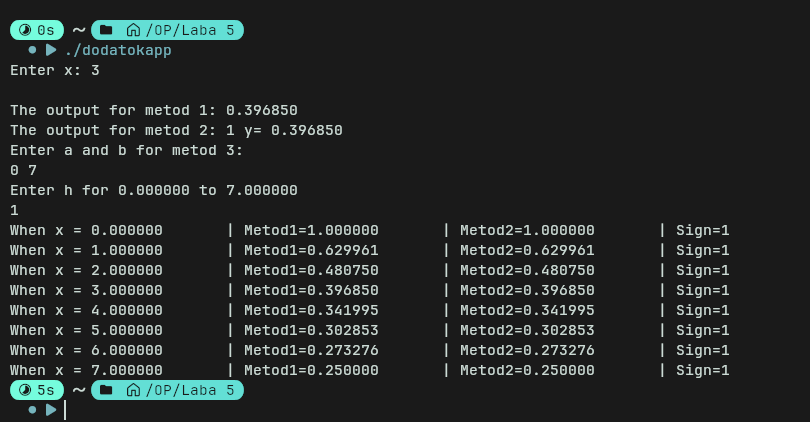 0s ~ /OP/Laba 5
./dodatokapp
Enter x: 3
The output for metod 1: 0.396850
The output for metod 2: 1 y= 0.396850
Enter a and b for metod 3:
0 7
Enter h for 0.000000 to 7.000000
1
When x = 0.000000 | Metod1=1.000000 | Metod2=1.000000 | Sign=1
When x = 1.000000 | Metod1=0.629961 | Metod2=0.629961 | Sign=1
When x = 2.000000 | Metod1=0.480750 | Metod2=0.480750 | Sign=1
When x = 3.000000 | Metod1=0.396850 | Metod2=0.396850 | Sign=1
When x = 4.000000 | Metod1=0.341995 | Metod2=0.341995 | Sign=1
When x = 5.000000 | Metod1=0.302853 | Metod2=0.302853 | Sign=1
When x = 6.000000 | Metod1=0.273276 | Metod2=0.273276 | Sign=1
When x = 7.000000 | Metod1=0.250000 | Metod2=0.250000 | Sign=1
5s ~ /OP/Laba 5